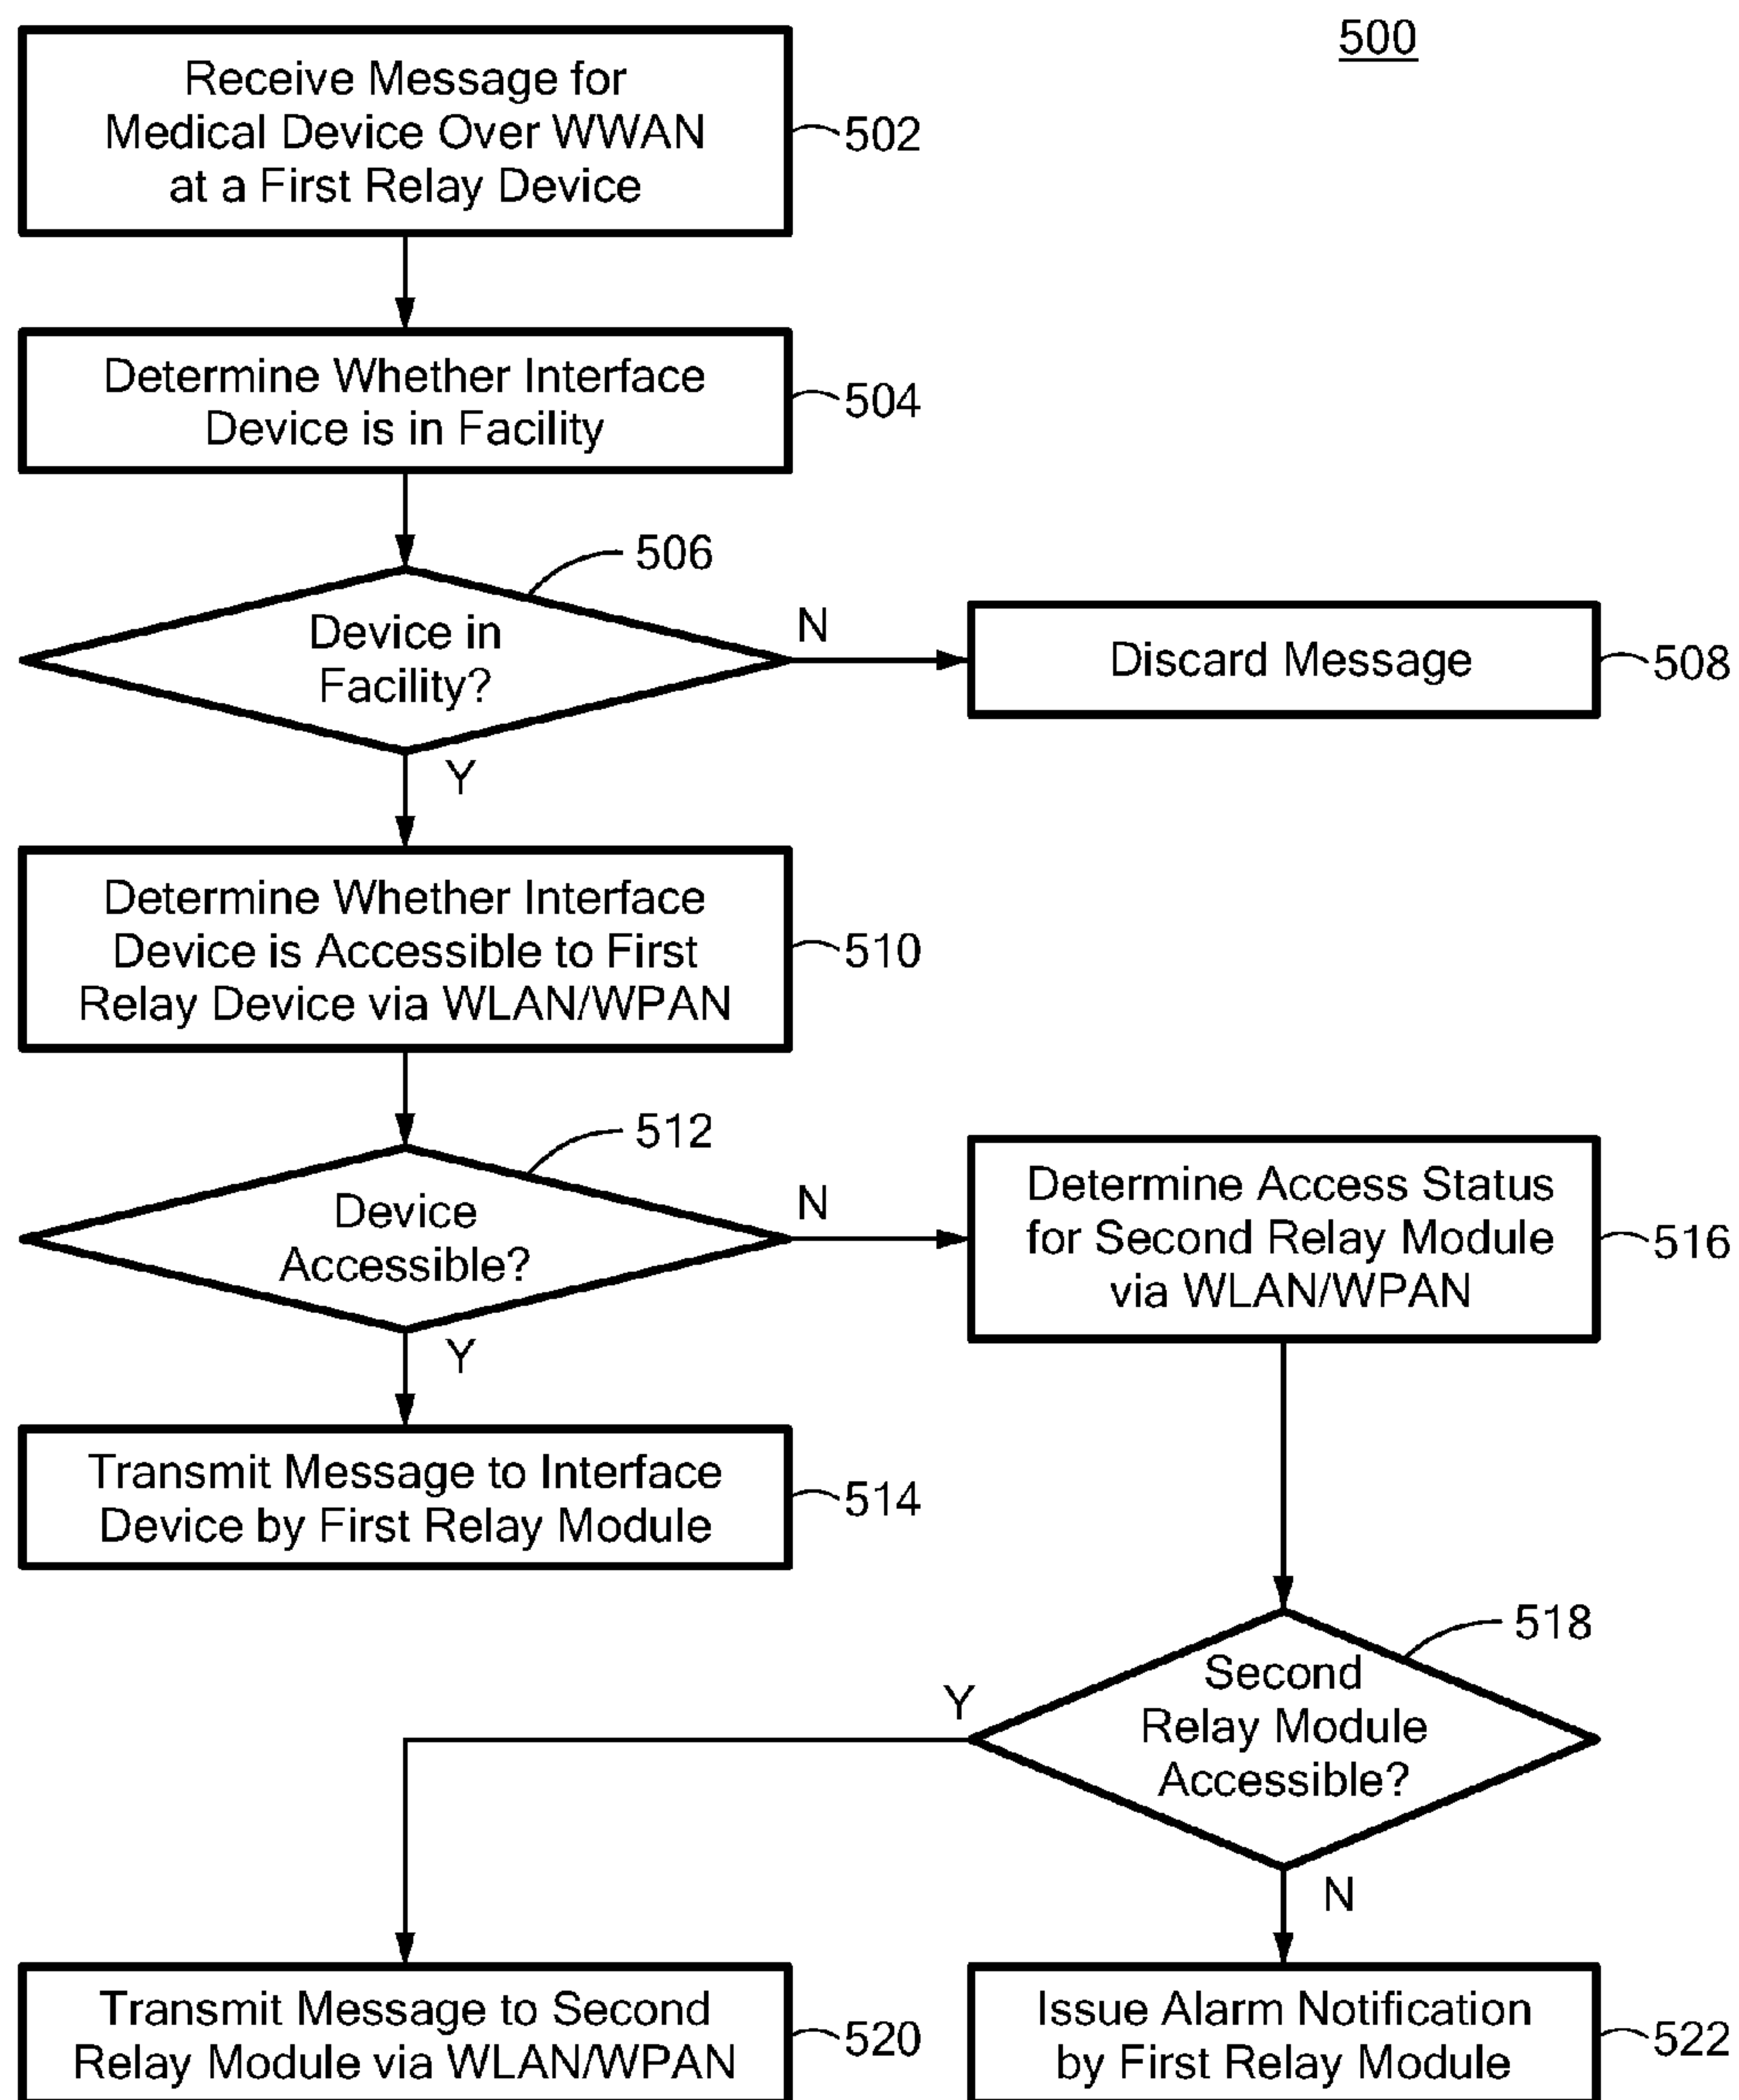 500
Receive Message for
Medical Device Over WWAN
at a First Relay Device
502
Determine Whether Interface
Device is in Facility
504
506
Device in
Facility?
N
Discard Message
508
Y
Determine Whether Interface
Device is Accessible to First
Relay Device via WLAN/WPAN
510
512
Device
Accessible?
N
Determine Access Status
for Second Relay Module
via WLAN/WPAN
516
Y
Transmit Message to Interface
Device by First Relay Module
514
518
Second
Relay Module
Accessible?
Y
N
Transmit Message to Second
Relay Module via WLAN/WPAN
520
Issue Alarm Notification
by First Relay Module
522